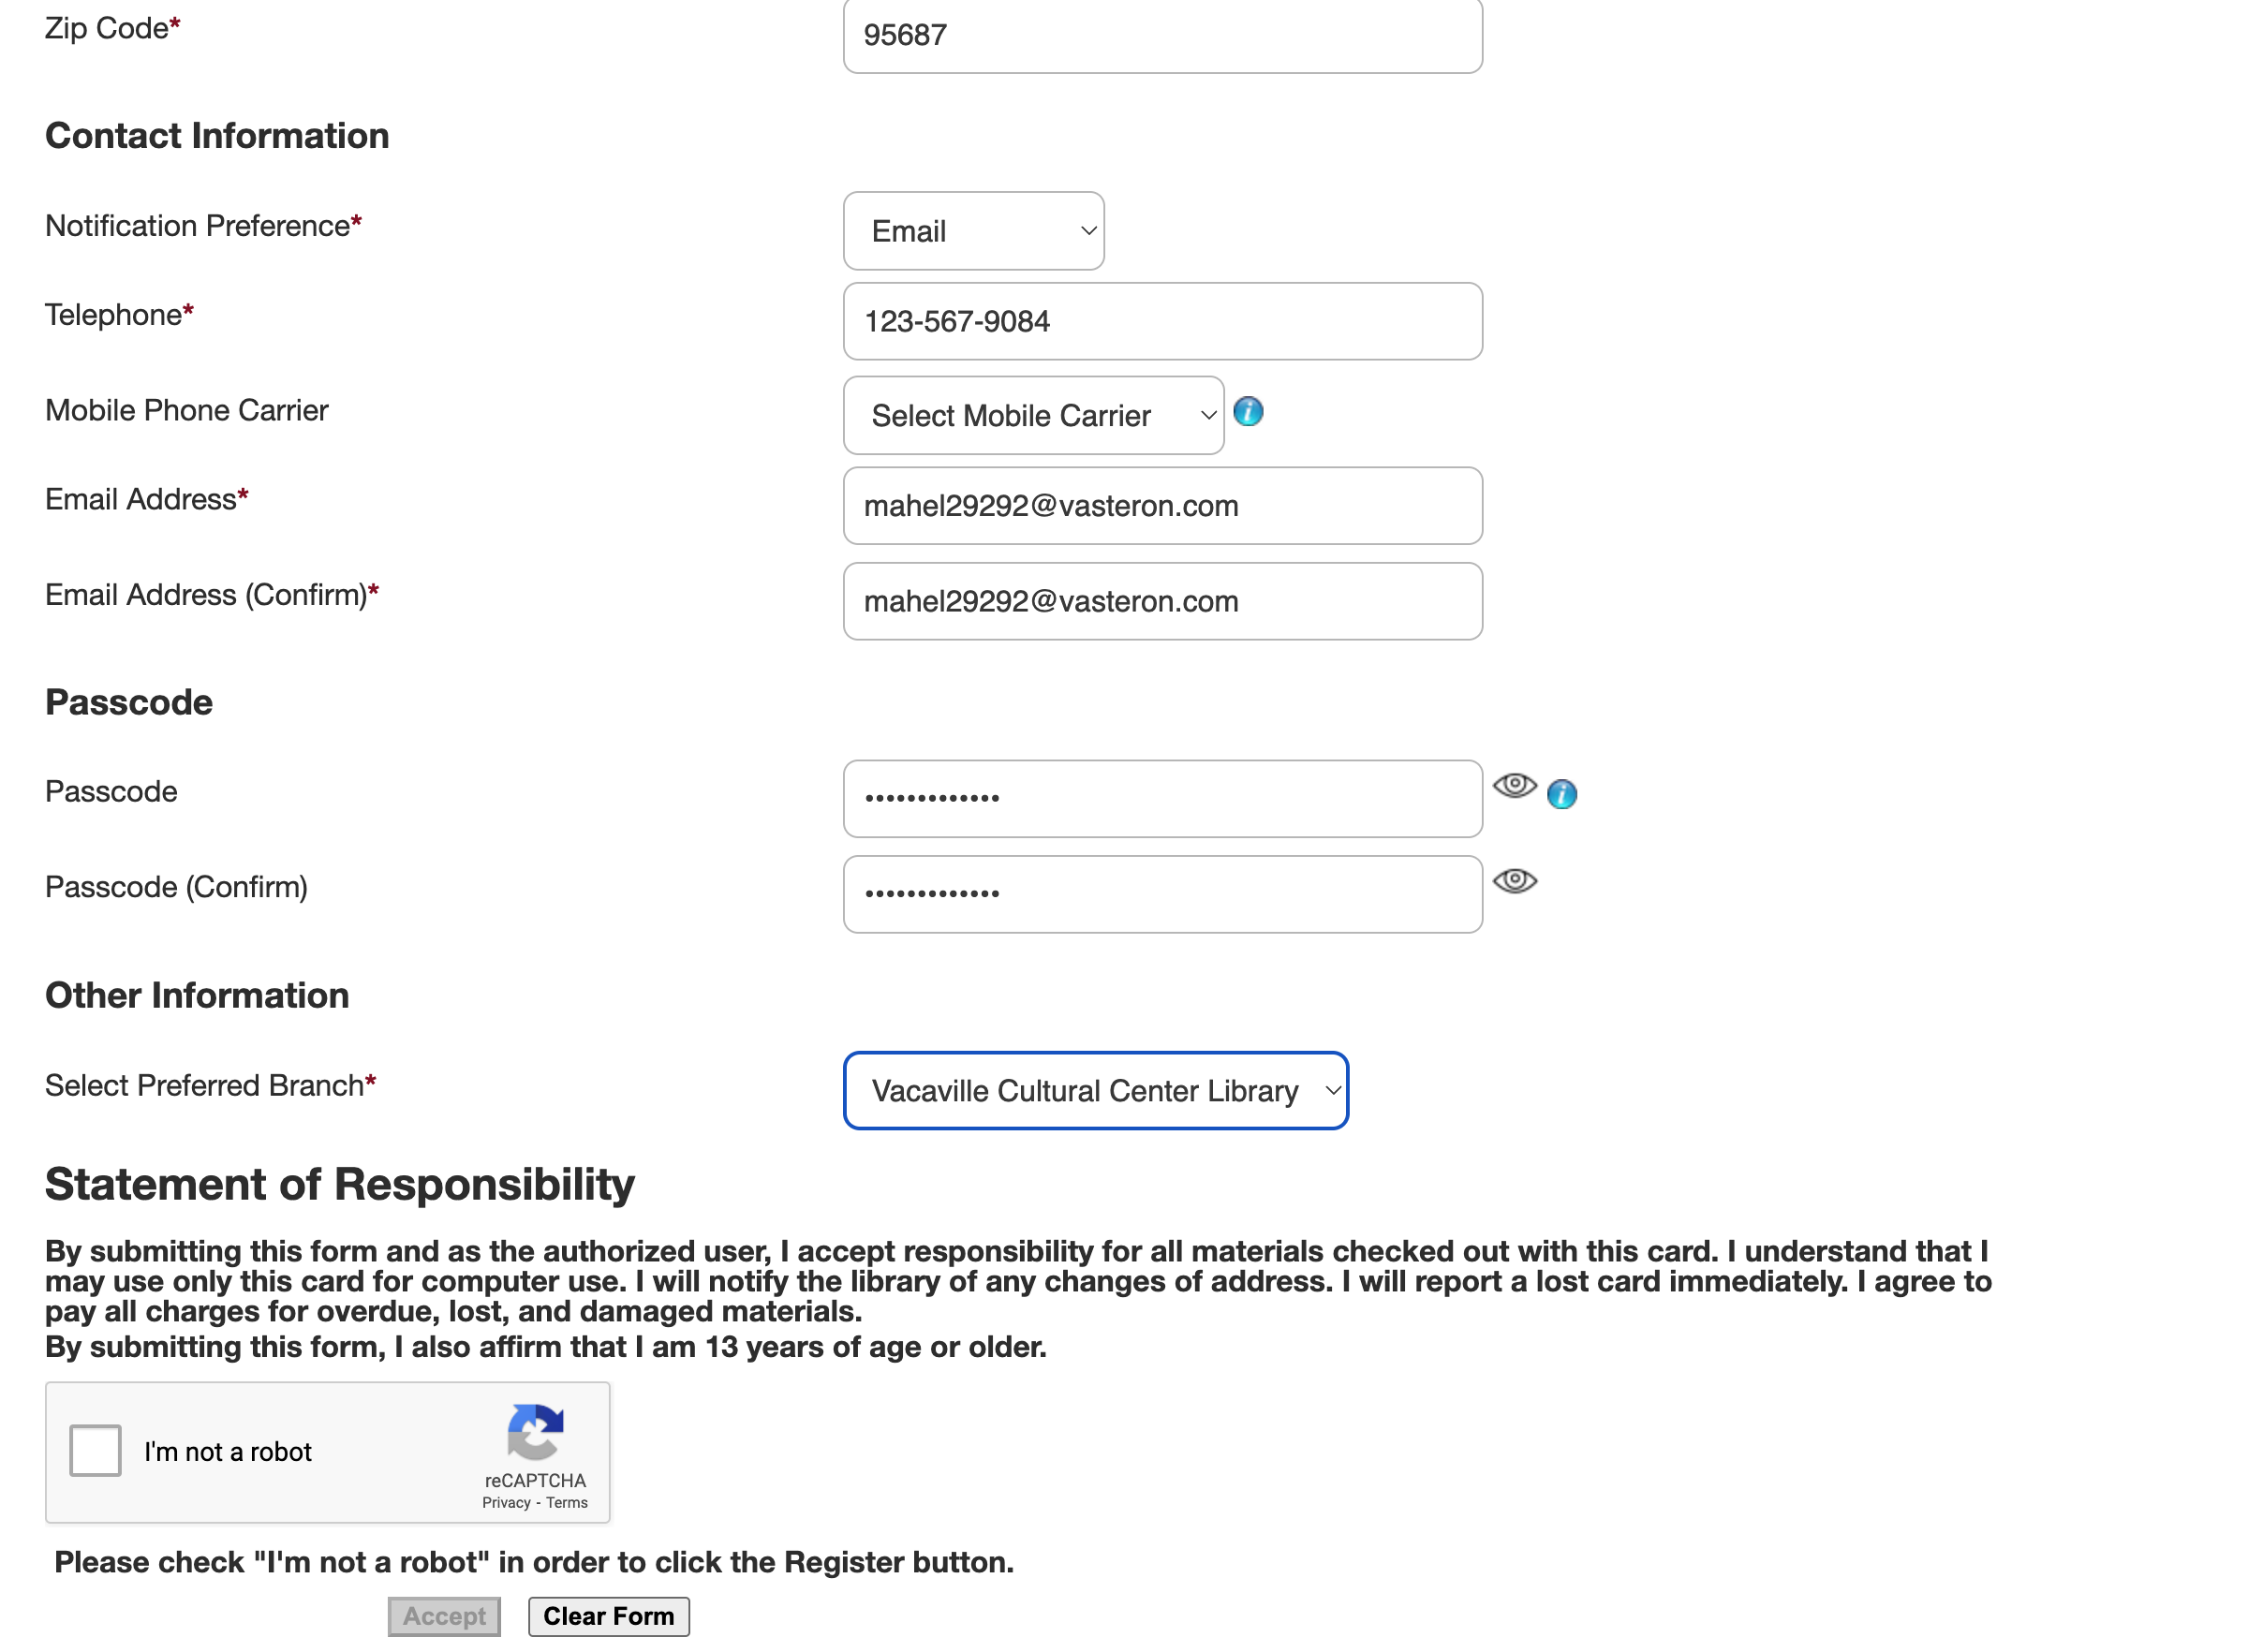 Zip Code*
95687
Contact Information
Notification Preference*
Email
Telephone*
123-567-9084
Mobile Phone Carrier
Select Mobile Carrier
Email Address*
mahel29292@vasteron.com
Email Address (Confirm)*
mahel29292@vasteron.com
Passcode
Passcode
•••••••••••••
Passcode (Confirm)
•••••••••••••
Other Information
Select Preferred Branch*
Vacaville Cultural Center Library
Statement of Responsibility
By submitting this form and as the authorized user, I accept responsibility for all materials checked out with this card. I understand that I
may use only this card for computer use. I will notify the library of any changes of address. I will report a lost card immediately. I agree to
pay all charges for overdue, lost, and damaged materials.
By submitting this form, I also affirm that I am 13 years of age or older.
I'm not a robot
reCAPTCHA
Privacy - Terms
Please check "I'm not a robot" in order to click the Register button.
Accept
Clear Form